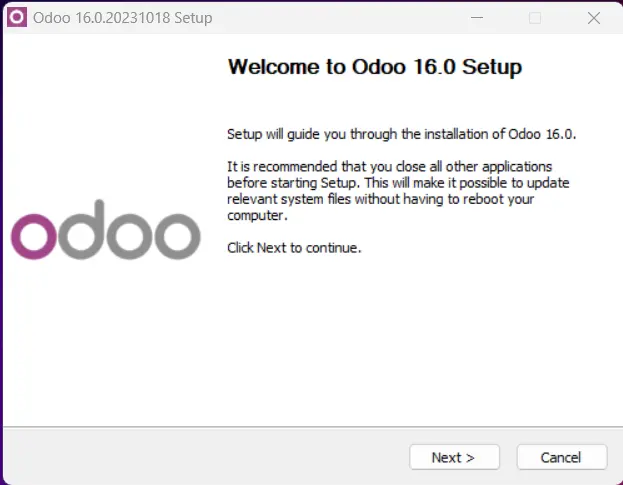 Odoo 16.0.20231018 Setup
Welcome to Odoo 16.0 Setup
Setup will guide you through the installation of Odoo 16.0.
It is recommended that you close all other applications
before starting Setup. This will make it possible to update
relevant system files without having to reboot your
computer.
Click Next to continue.
odoo
Next >
Cancel